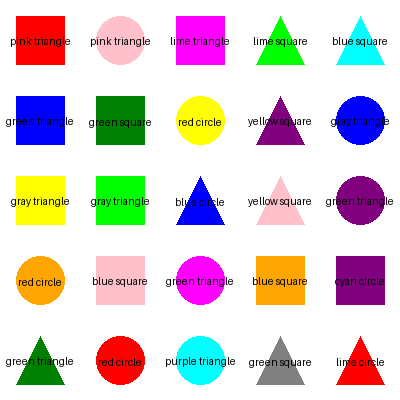 pink triangle pink triangle lime triangle lime square blue square
green triangle green square red circle yellow square gray triangle
gray triangle gray triangle blue circle yellow square green triangle
red circle blue square green triangle blue square cyan circle
green triangle red circle purple triangle green square lime circle